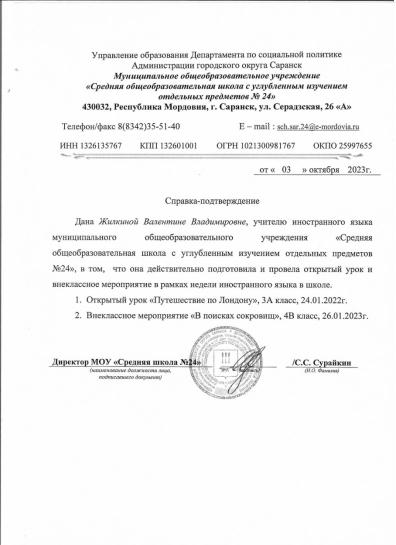 Управление образования Департамента по социальной политике
Администрации городского округа Саранск
Муниципальное общеобразовательное учреждение
«Средняя общеобразовательная школа с углубленным изучением
отдельных предметов № 24»
430032, Республика Мордовия, г. Саранск, ул. Серадзская, 26 «А»
Телефон/факс 8(8342)35-51-40 E – mail : sch.sar.24@e-mordovia.ru
ИНН 1326135767 КПП 132601001 ОГРН 1021300981767 ОКПО 25997655
от « 03 » октября 2023г.
Справка-подтверждение
Дана Жилкиной Валентине Владимировне, учителю иностранного языка
муниципального общеобразовательного учреждения «Средняя
общеобразовательная школа с углубленным изучением отдельных предметов
№24», в том, что она действительно подготовила и провела открытый урок и
внеклассное мероприятие в рамках недели иностранного языка в школе.
1. Открытый урок «Путешествие по Лондону», 3А класс, 24.01.2022г.
2. Внеклассное мероприятие «В поисках сокровищ», 4В класс, 26.01.2023г.
Директор МОУ «Средняя школа №24» /С.С. Сурайкин
(наименование должности лица, (И.О. Фамилия)
подписавшего документ)